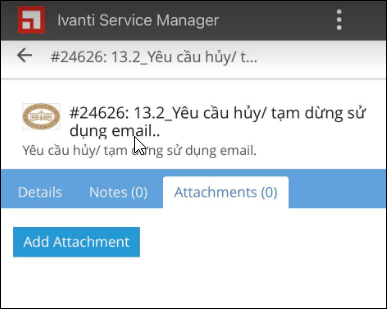 Ivanti Service Manager
#24626: 13.2_Yêu cầu hủy/ t...
#24626: 13.2_Yêu cầu hủy/ tạm dừng sử
dụng email..
Yêu cầu hủy/ tạm dừng sử dụng email.
Details Notes (0) Attachments (0)
Add Attachment